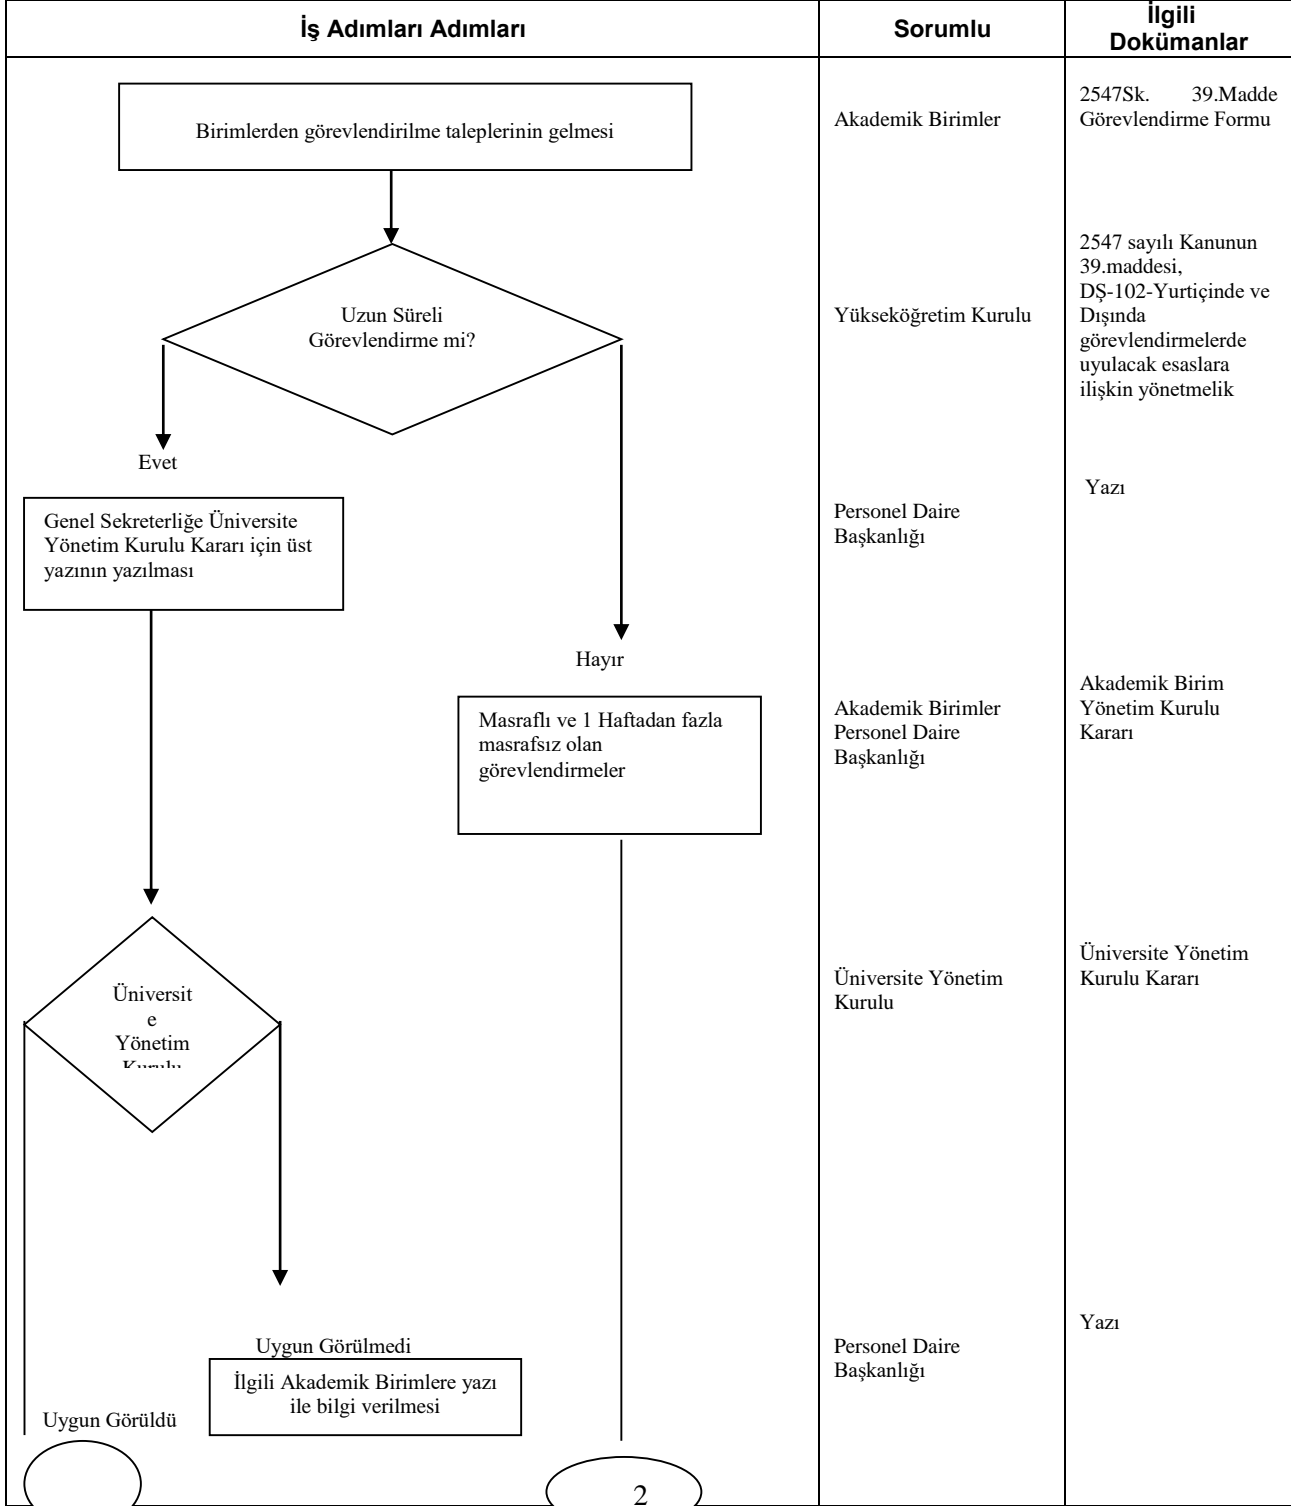 İş Adımları Adımları
Sorumlu
İlgili
Dokümanlar
Birimlerden görevlendirilme taleplerinin gelmesi
Akademik Birimler
2547Sk. 39.Madde
Görevlendirme Formu
Uzun Süreli
Görevlendirme mi?
Yükseköğretim Kurulu
2547 sayılı Kanunun
39.maddesi,
DŞ-102-Yurtiçinde ve
Dışında
görevlendirmelerde
uyulacak esaslara
ilişkin yönetmelik
Evet
Genel Sekreterliğe Üniversite
Yönetim Kurulu Kararı için üst
yazının yazılması
Personel Daire
Başkanlığı
Yazı
Hayır
Masraflı ve 1 Haftadan fazla
masrafsız olan
görevlendirmeler
Akademik Birimler
Personel Daire
Başkanlığı
Akademik Birim
Yönetim Kurulu
Kararı
Üniversit
e
Yönetim
Kurulu
Üniversite Yönetim
Kurulu
Üniversite Yönetim
Kurulu Kararı
Uygun Görülmedi
İlgili Akademik Birimlere yazı
ile bilgi verilmesi
Personel Daire
Başkanlığı
Yazı
Uygun Görüldü
2